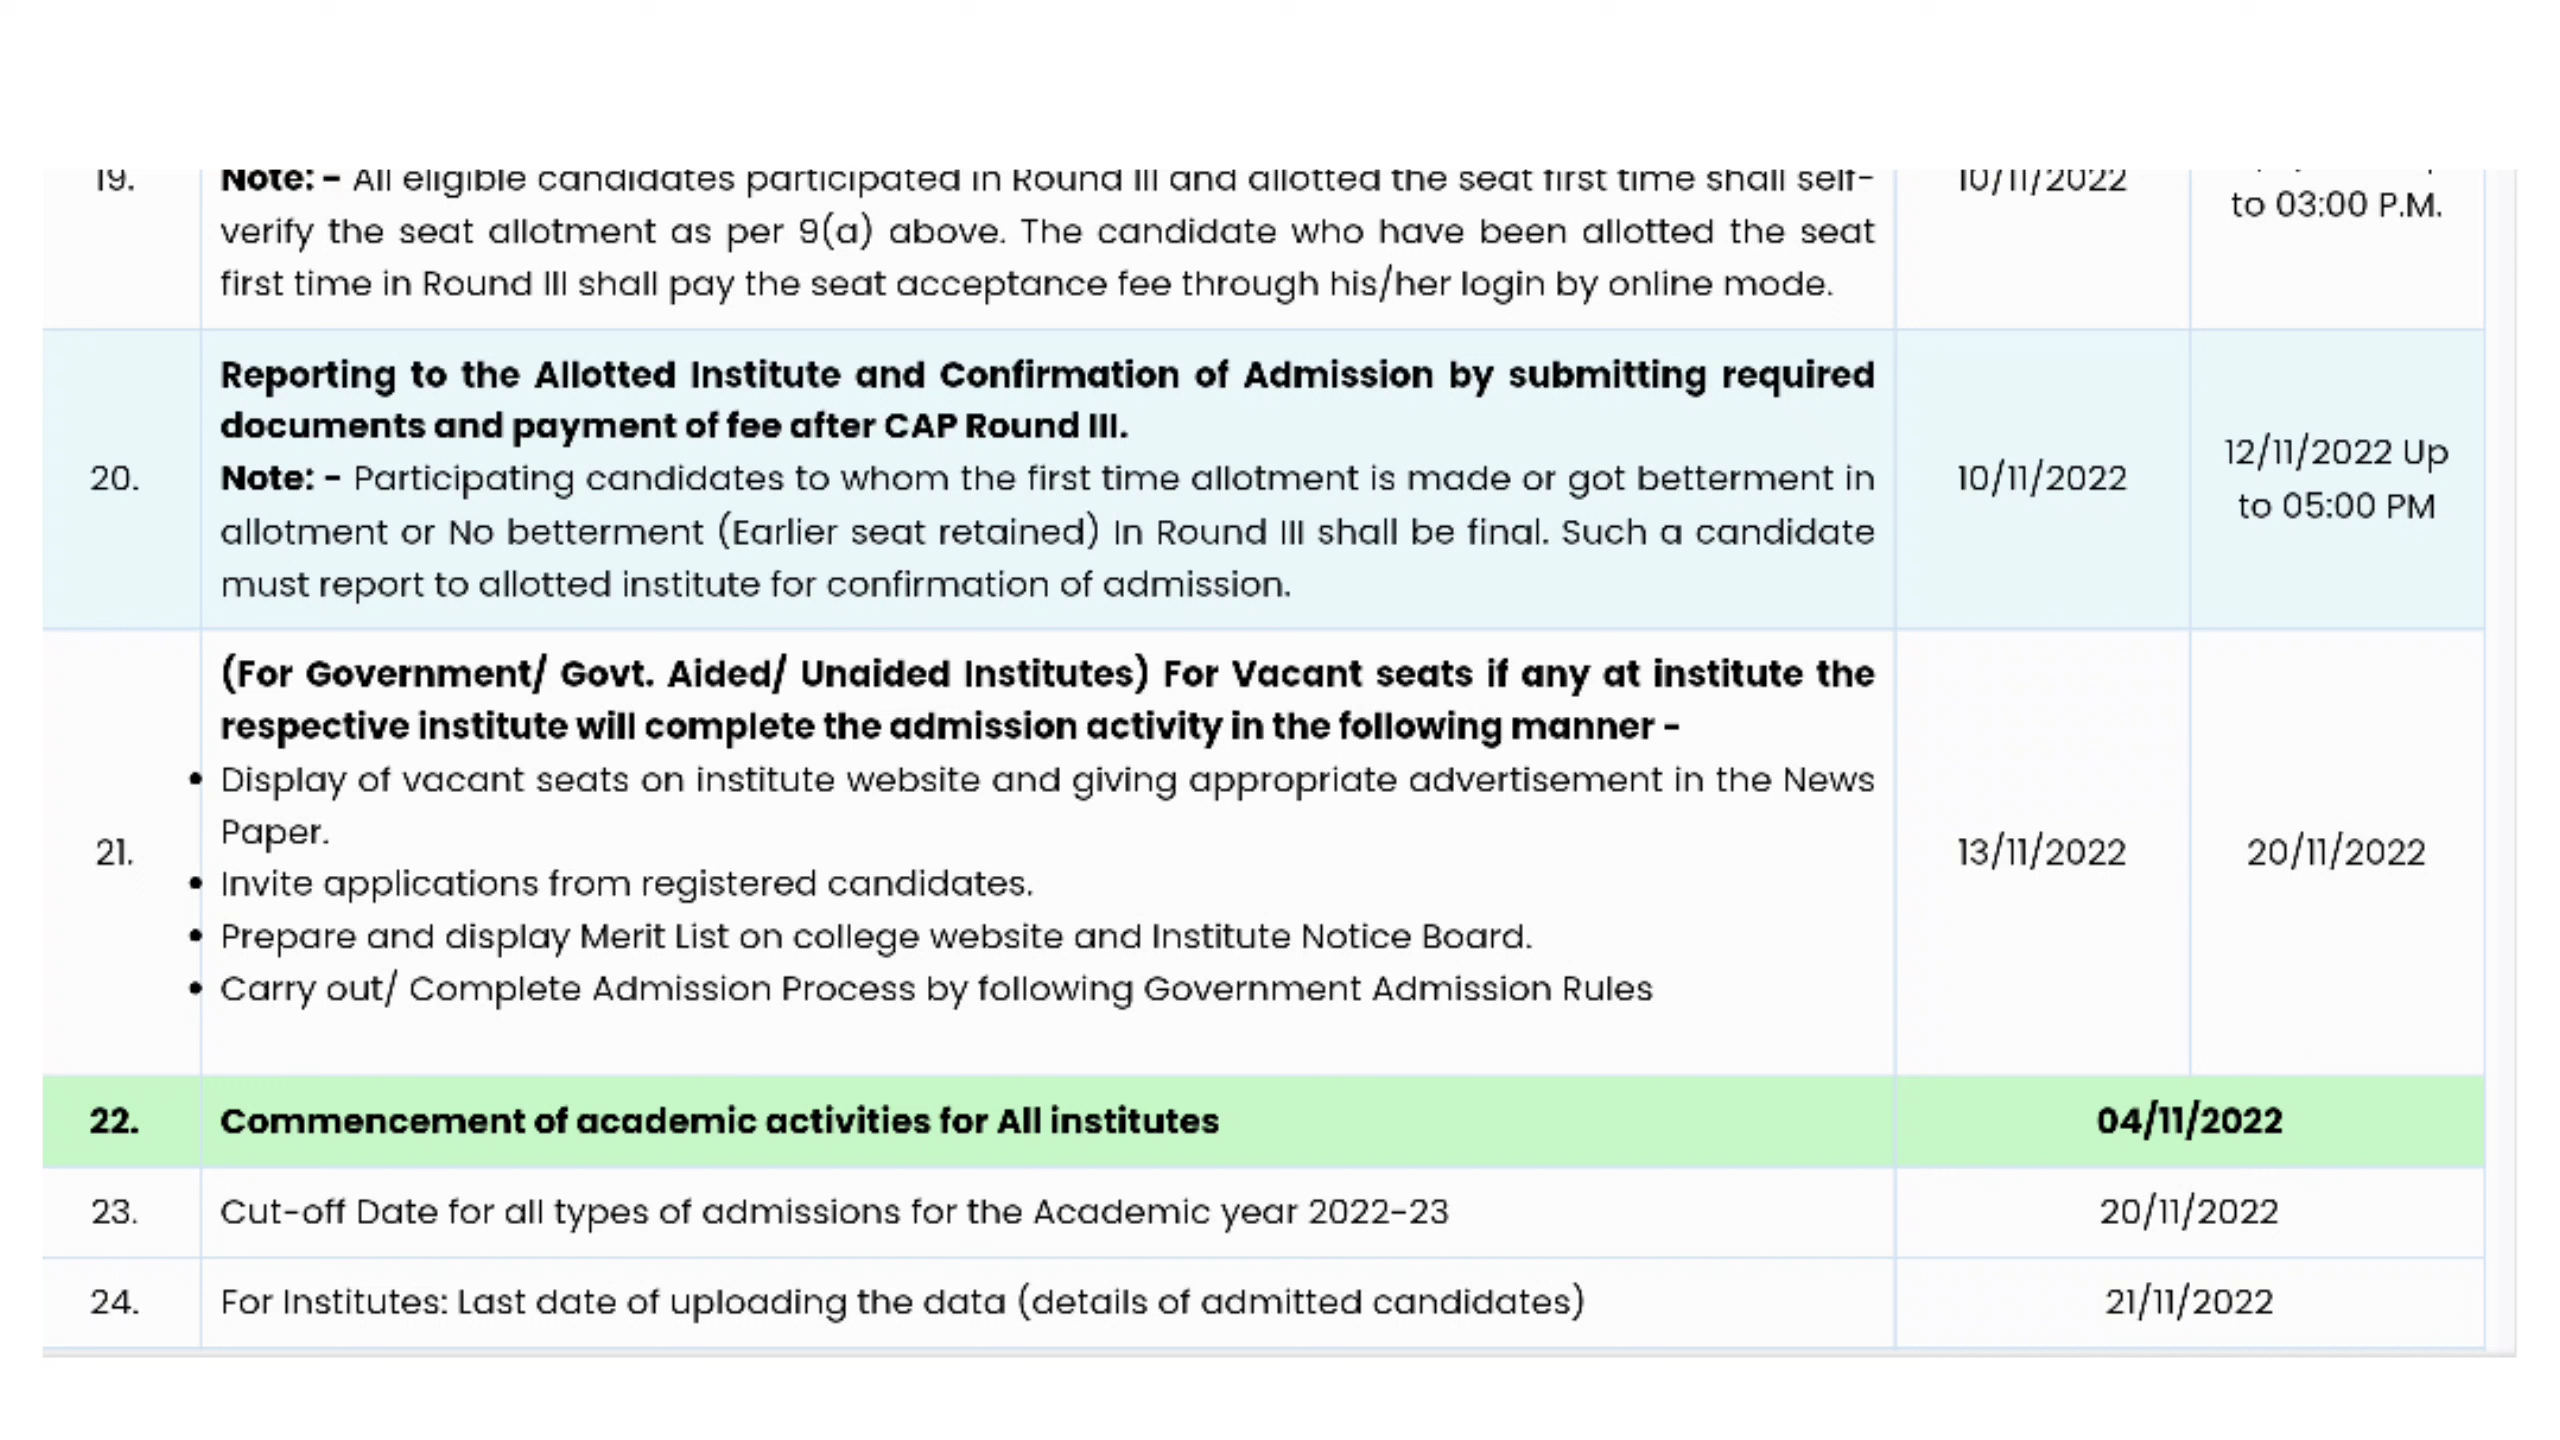 19.
Note: - All eligible candidates participated in Round III and allotted the seat first time shall self-
verify the seat allotment as per 9(a) above. The candidate who have been allotted the seat
first time in Round III shall pay the seat acceptance fee through his/her login by online mode.
10/11/2022
to 03:00 P.M.
20.
Reporting to the Allotted Institute and Confirmation of Admission by submitting required
documents and payment of fee after CAP Round III.
Note: - Participating candidates to whom the first time allotment is made or got betterment in
allotment or No betterment (Earlier seat retained) In Round III shall be final. Such a candidate
must report to allotted institute for confirmation of admission.
10/11/2022
12/11/2022 Up
to 05:00 PM
21.
(For Government/ Govt. Aided/ Unaided Institutes) For Vacant seats if any at institute the
respective institute will complete the admission activity in the following manner -
• Display of vacant seats on institute website and giving appropriate advertisement in the News
Paper.
• Invite applications from registered candidates.
• Prepare and display Merit List on college website and Institute Notice Board.
• Carry out/ Complete Admission Process by following Government Admission Rules
13/11/2022
20/11/2022
22.
Commencement of academic activities for All institutes
04/11/2022
23.
Cut-off Date for all types of admissions for the Academic year 2022-23
20/11/2022
24.
For Institutes: Last date of uploading the data (details of admitted candidates)
21/11/2022